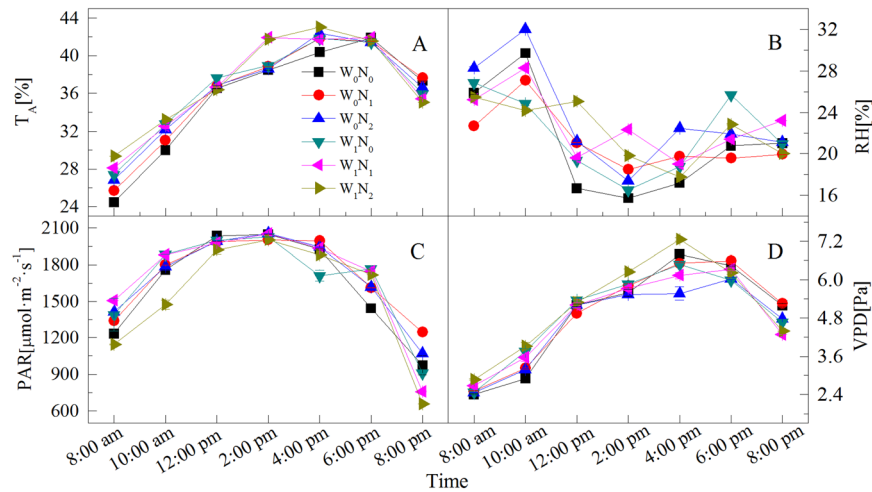 44
40
36
32
28
24
T_A[%]
A
W₀N₀
W₀N₁
W₀N₂
W₁N₀
W₁N₁
W₁N₂
B
32
28
24
20
16
RH[%]
2100
1800
1500
1200
900
600
PAR[μmol·m⁻²·s⁻¹]
C
D
7.2
6.0
4.8
3.6
2.4
VPD[Pa]
8:00 am 10:00 am 12:00 pm 2:00 pm 4:00 pm 6:00 pm 8:00 pm
8:00 am 10:00 am 12:00 pm 2:00 pm 4:00 pm 6:00 pm 8:00 pm
Time